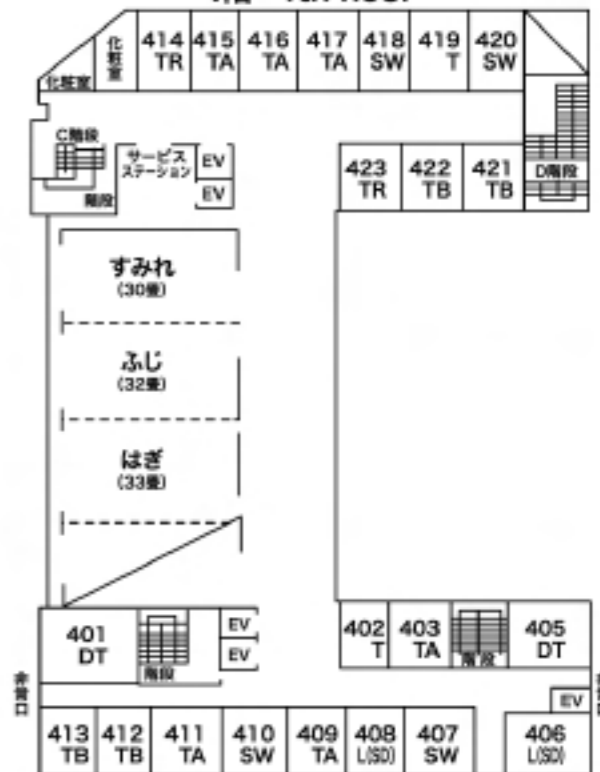 化粧室
化粧室
414
TR
415
TA
416
TA
417
TA
418
SW
419
T
420
SW
C階段
サービス
ステーション
EV
EV
階段
423
TR
422
TB
421
TB
D階段
すみれ
(30畳)
ふじ
(32畳)
はぎ
(33畳)
401
DT
階段
EV
EV
402
T
403
TA
階段
405
DT
非常口
EV
413
TB
412
TB
411
TA
410
SW
409
TA
408
L(SD)
407
SW
406
L(SD)